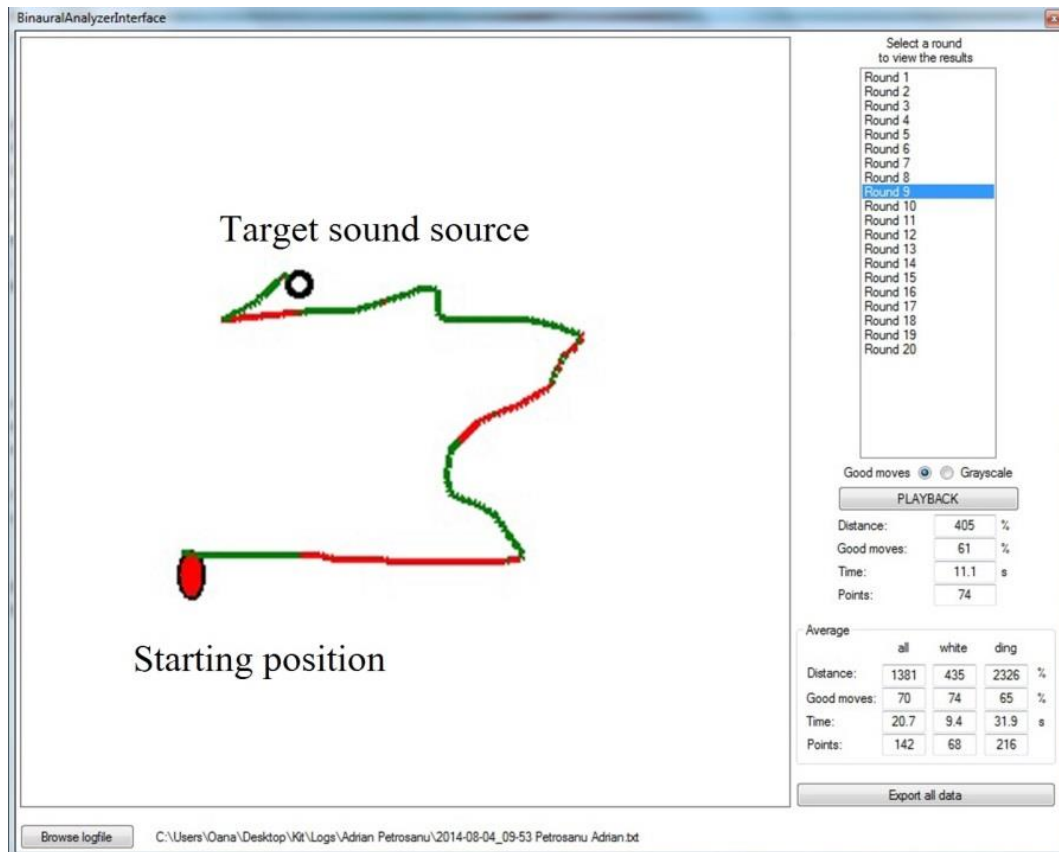 BinauralAnalyzerInterface
Select a round
to view the results
Round 1
Round 2
Round 3
Round 4
Round 5
Round 6
Round 7
Round 8
Round 9
Round 10
Round 11
Round 12
Round 13
Round 14
Round 15
Round 16
Round 17
Round 18
Round 19
Round 20
Target sound source
Starting position
Good moves Grayscale
PLAYBACK
Distance: 405 %
Good moves: 61 %
Time: 11.1 s
Points: 74
Average
all white ding
Distance: 1381 435 2326 %
Good moves: 70 74 65 %
Time: 20.7 9.4 31.9 s
Points: 142 68 216
Export all data
Browse logfile C:\Users\Oana\Desktop\Kit\Logs\Adrian Petrosanu\2014-08-04_09-53 Petrosanu Adrian.txt